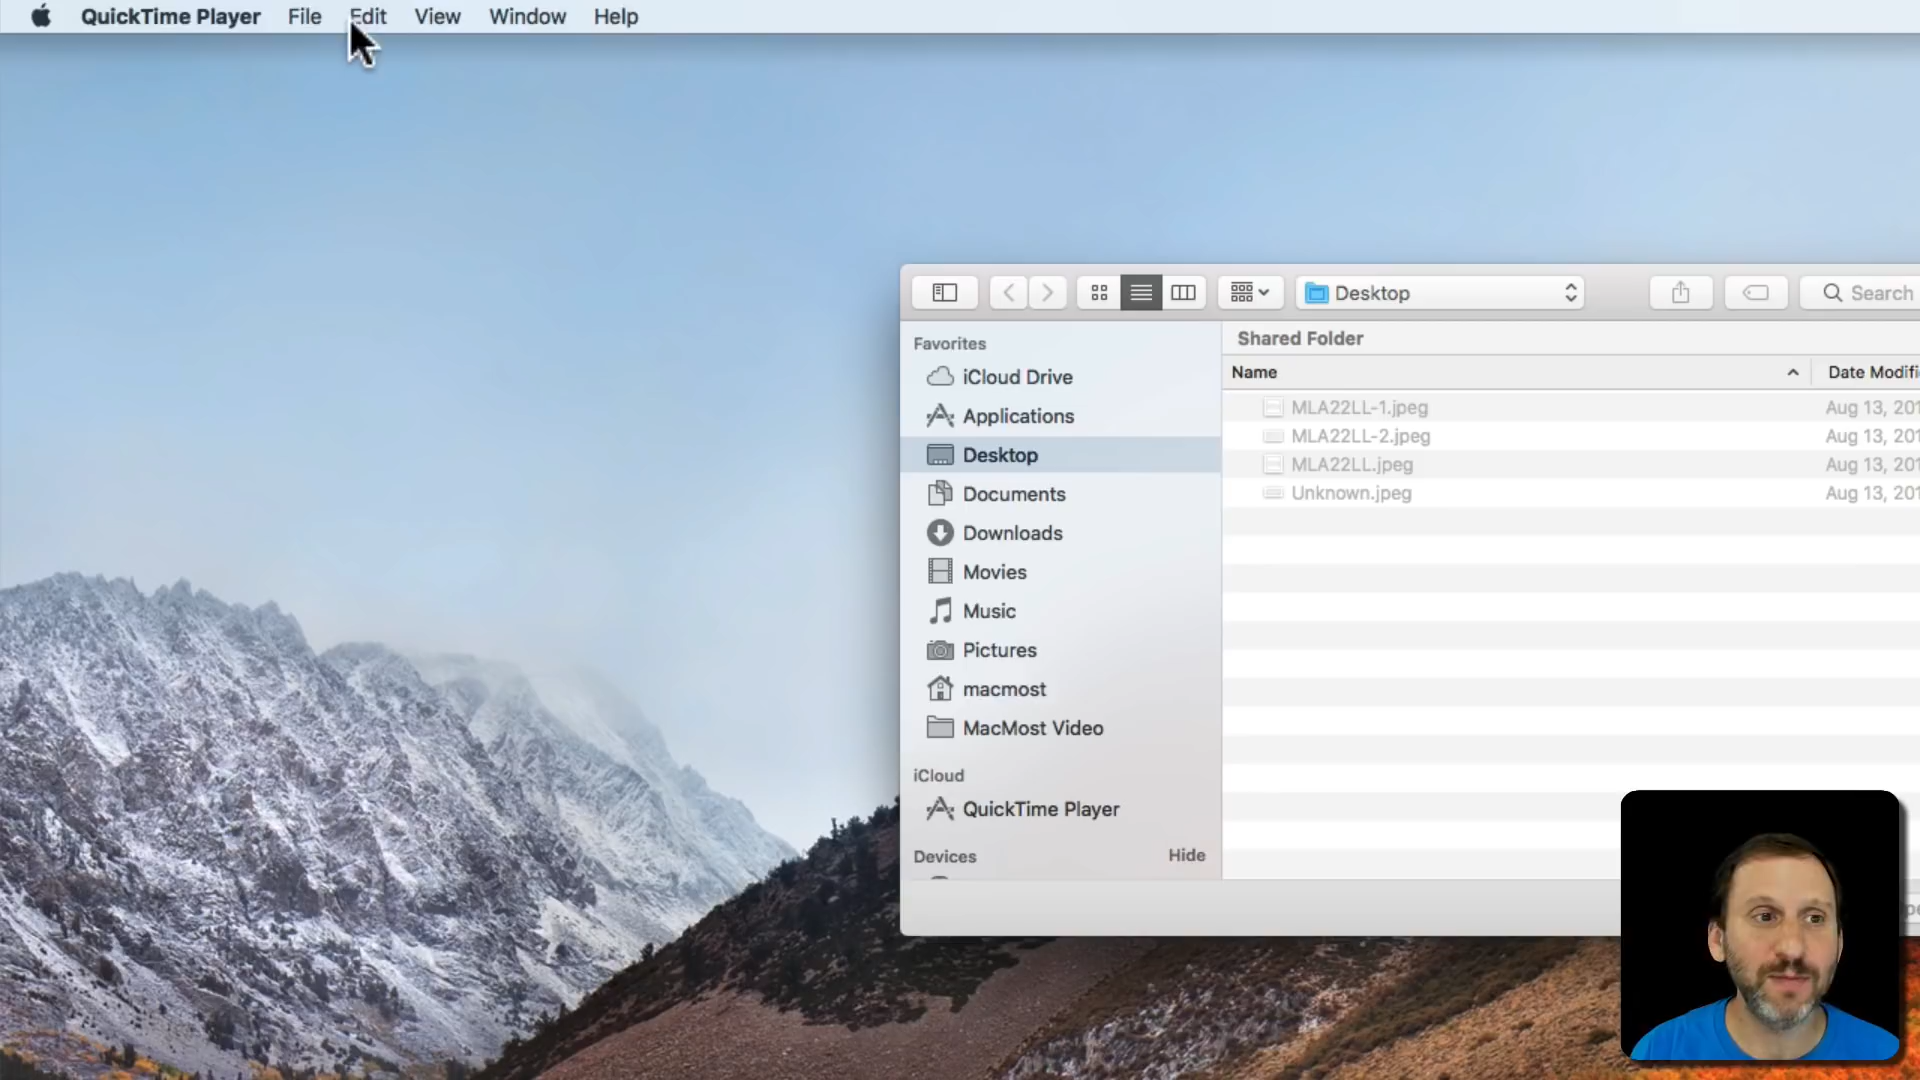 QuickTime Player File Edit View Window Help
Desktop
Search
Favorites
iCloud Drive
Applications
Desktop
Documents
Downloads
Movies
Music
Pictures
macmost
MacMost Video
iCloud
QuickTime Player
Devices Hide
Shared Folder
Name Date Modifi
MLA22LL-1.jpeg Aug 13, 201
MLA22LL-2.jpeg Aug 13, 201
MLA22LL.jpeg Aug 13, 201
Unknown.jpeg Aug 13, 201